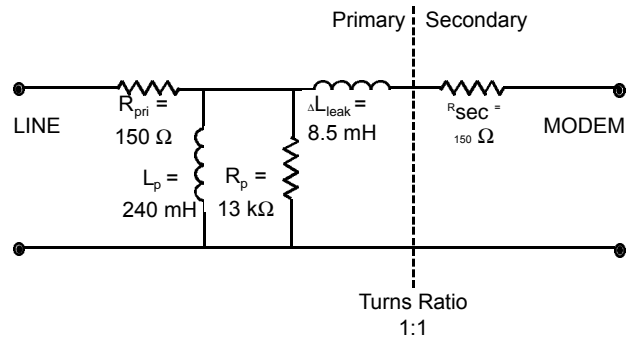 Primary Secondary
LINE
R_pri =
150 Ω
L_p =
240 mH
R_p =
13 kΩ
ΔL_leak =
8.5 mH
R_sec =
150 Ω
MODEM
Turns Ratio
1:1